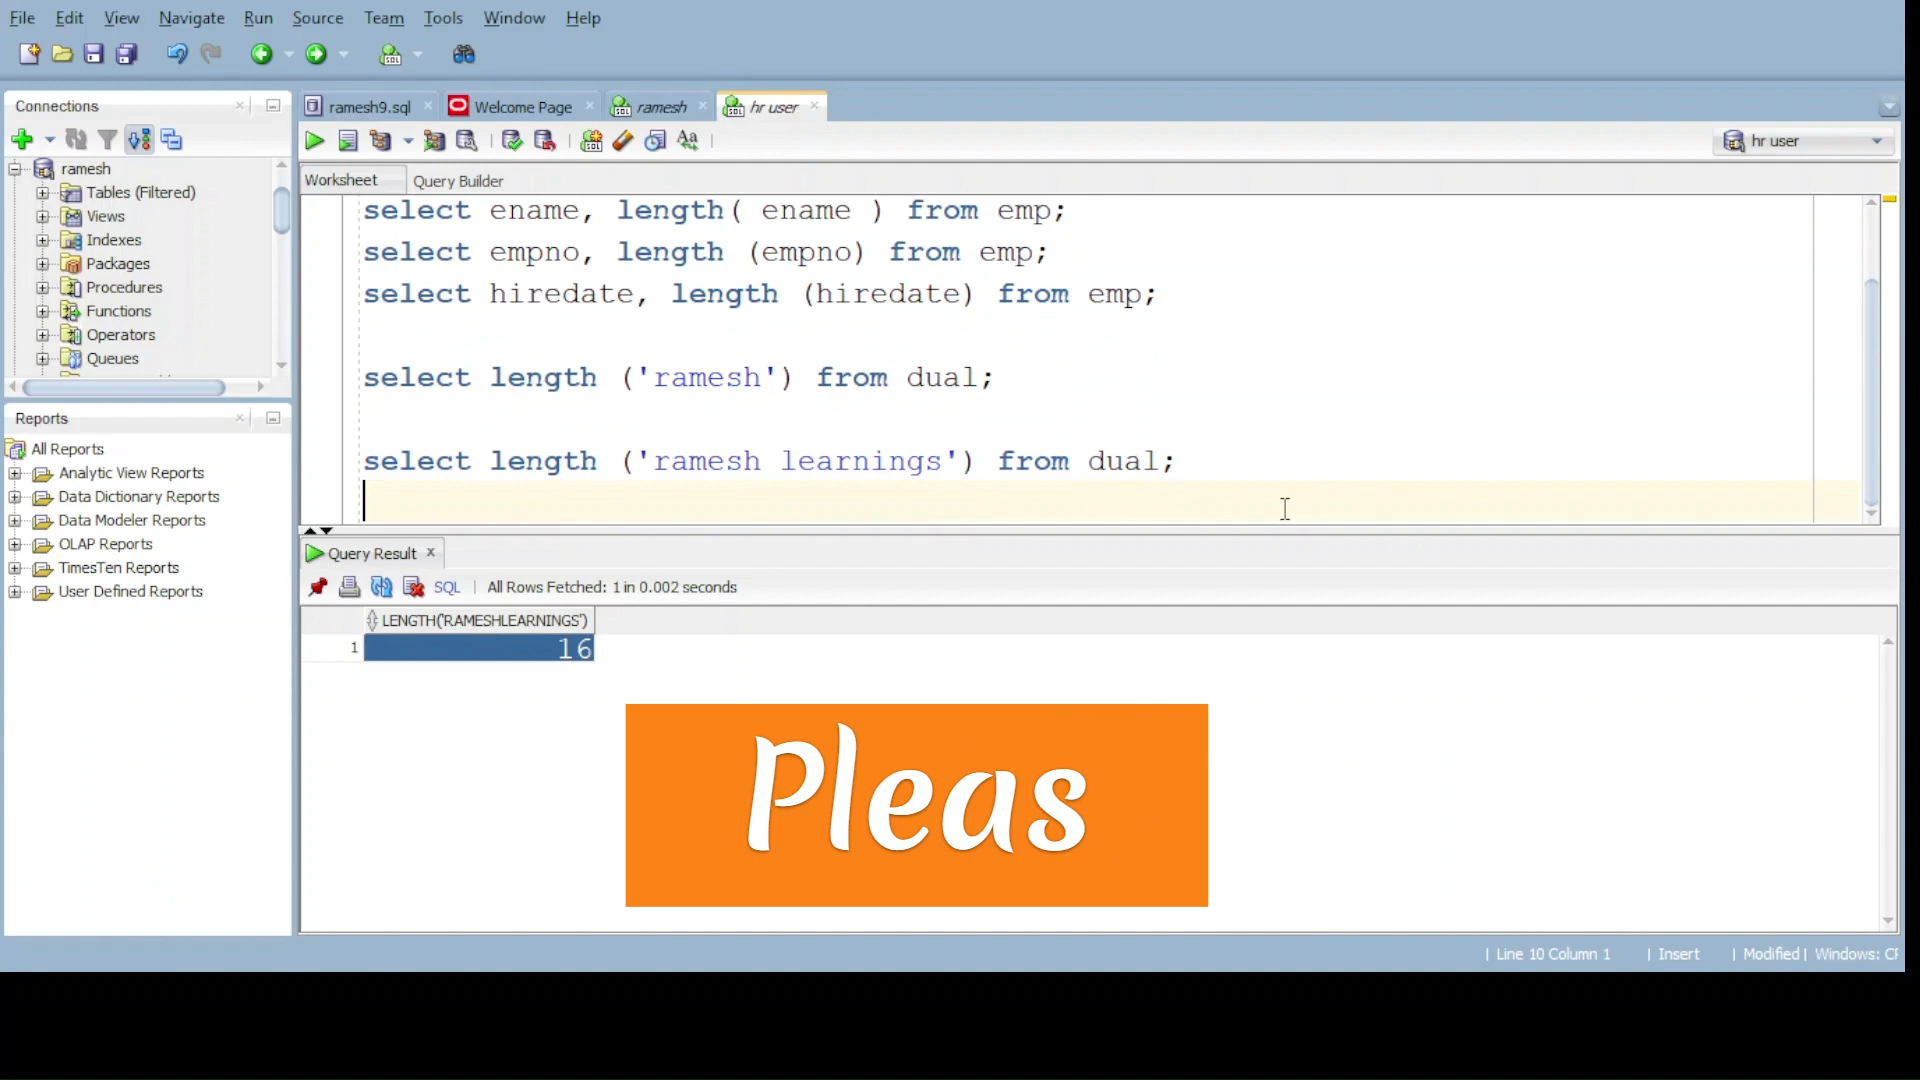 File Edit View Navigate Run Source Team Tools Window Help
Connections
ramesh9.sql Welcome Page ramesh hr user
hr user
ramesh
Tables (Filtered)
Views
Indexes
Packages
Procedures
Functions
Operators
Queues
Worksheet Query Builder
select ename, length( ename ) from emp;
select empno, length (empno) from emp;
select hiredate, length (hiredate) from emp;
select length ('ramesh') from dual;
select length ('ramesh learnings') from dual;
Reports
All Reports
Analytic View Reports
Data Dictionary Reports
Data Modeler Reports
OLAP Reports
TimesTen Reports
User Defined Reports
Query Result
SQL | All Rows Fetched: 1 in 0.002 seconds
LENGTH('RAMESHLEARNINGS')
1 16
Pleas
| Line 10 Column 1 | Insert | Modified | Windows: